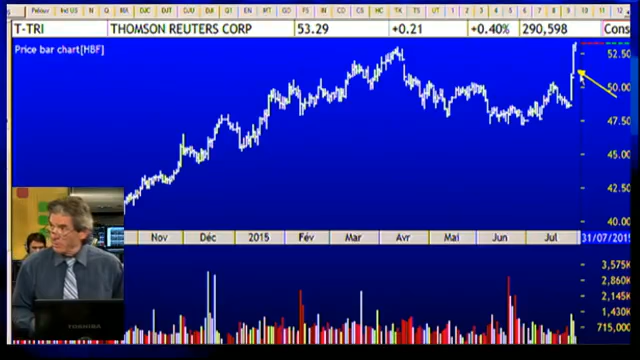 T-TRI THOMSON REUTERS CORP 53.29 +0.21 +0.40% 290,598 Cons
Price bar chart[HBF]
52.50
50.00
47.50
45.00
42.50
40.00
Nov Déc 2015 Fév Mar Avr Mai Jun Jul 31/07/2015
3,575K
2,860K
2,145K
1,430K
715,000
TOSHIBA